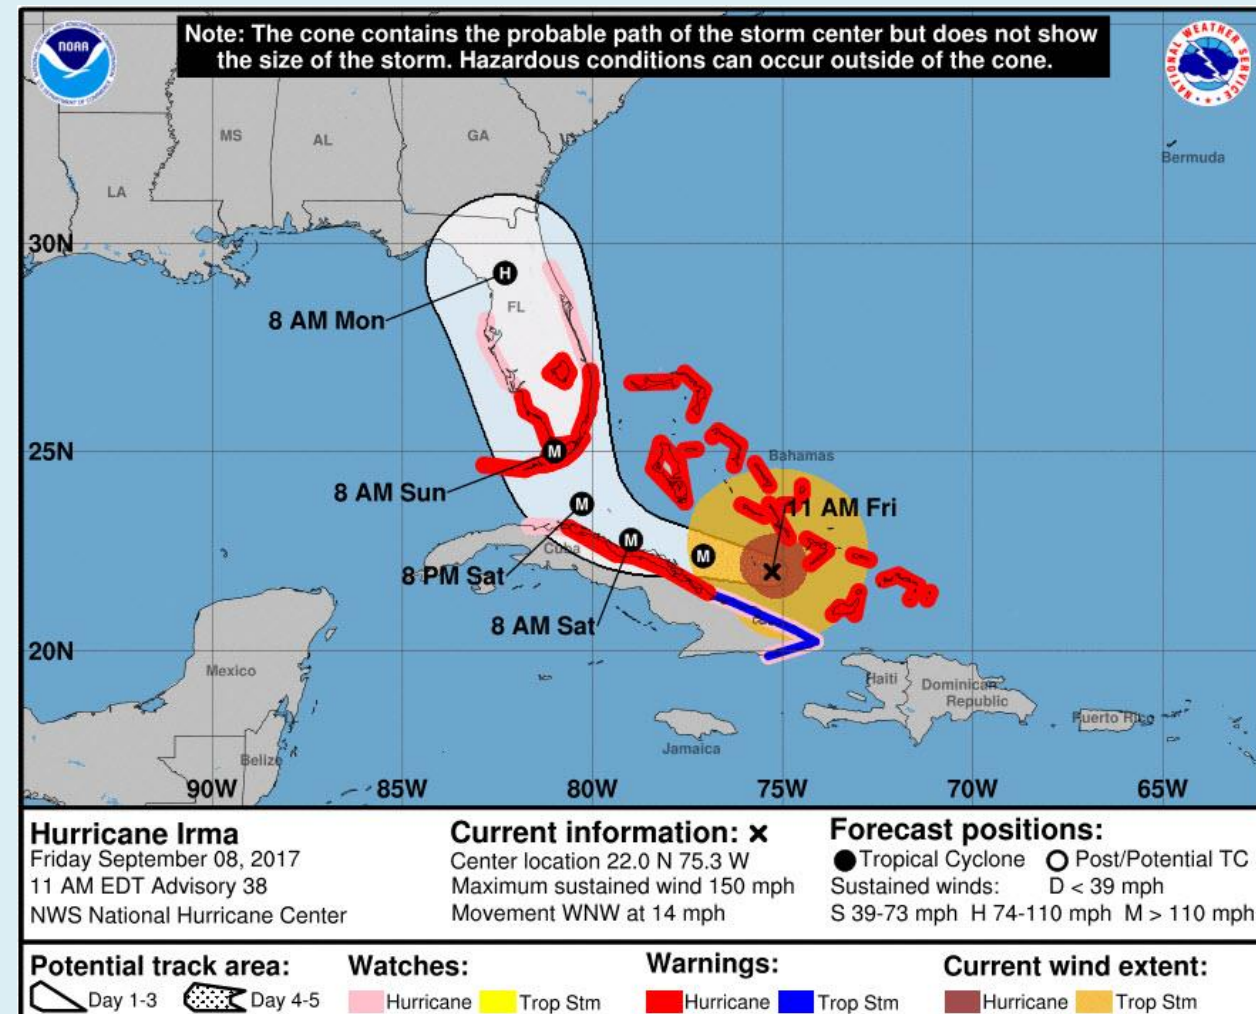 Note: The cone contains the probable path of the storm center but does not show
the size of the storm. Hazardous conditions can occur outside of the cone.
NOAA
NATIONAL WEATHER SERVICE
MS
AL
GA
LA
Bermuda
30N
FL
8 AM Mon
25N
Bahamas
8 AM Sun
11 AM Fri
Cuba
8 PM Sat
8 AM Sat
20N
Mexico
Haiti
Dominican
Republic
Puerto Rico
Jamaica
Belize
H
M
M
M
M
90W 85W 80W 75W 70W 65W
Hurricane Irma
Friday September 08, 2017
11 AM EDT Advisory 38
NWS National Hurricane Center
Current information: x
Center location 22.0 N 75.3 W
Maximum sustained wind 150 mph
Movement WNW at 14 mph
Forecast positions:
Tropical Cyclone Post/Potential TC
Sustained winds: D < 39 mph
S 39-73 mph H 74-110 mph M > 110 mph
Potential track area:
Day 1-3 Day 4-5
Watches:
Hurricane Trop Stm
Warnings:
Hurricane Trop Stm
Current wind extent:
Hurricane Trop Stm